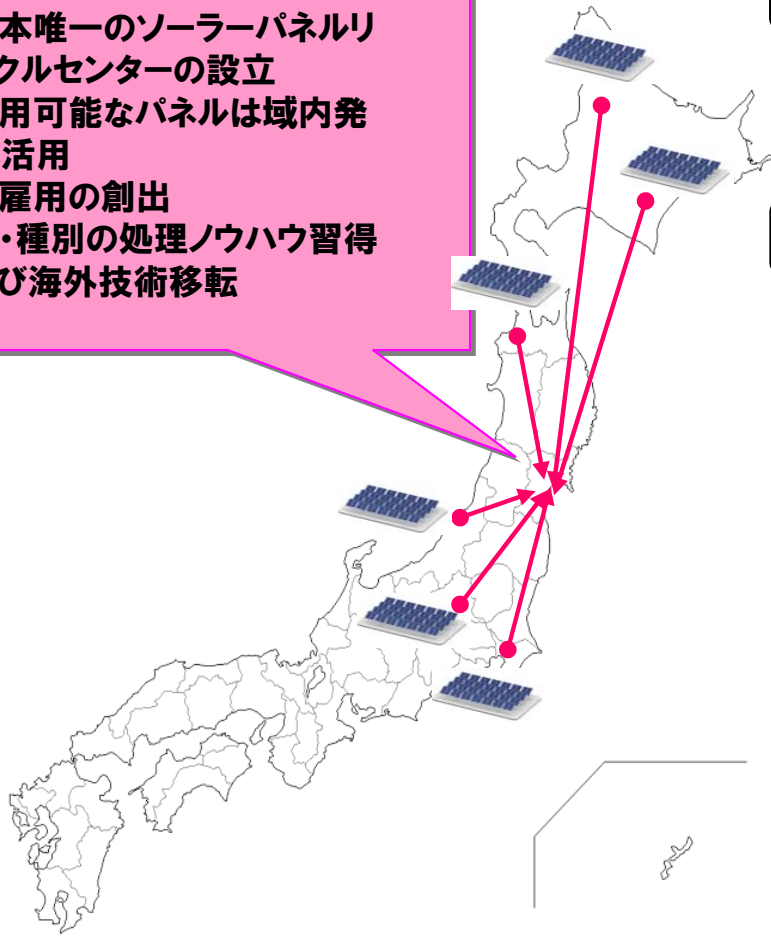 本唯一のソーラーパネルリ
クルセンターの設立
用可能なパネルは域内発
活用
雇用の創出
・種別の処理ノウハウ習得
び海外技術移転